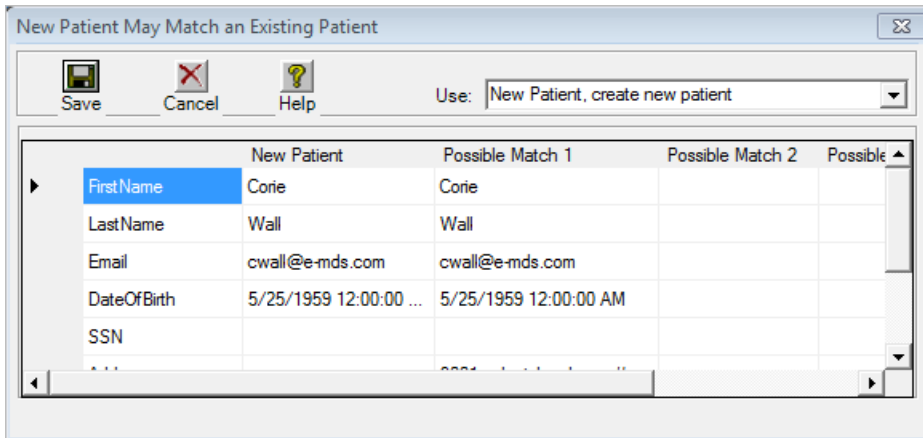 New Patient May Match an Existing Patient
Save Cancel Help Use: New Patient, create new patient
New Patient Possible Match 1 Possible Match 2 Possible
FirstName Corie Corie
LastName Wall Wall
Email cwall@e-mds.com cwall@e-mds.com
DateOfBirth 5/25/1959 12:00:00 ... 5/25/1959 12:00:00 AM
SSN